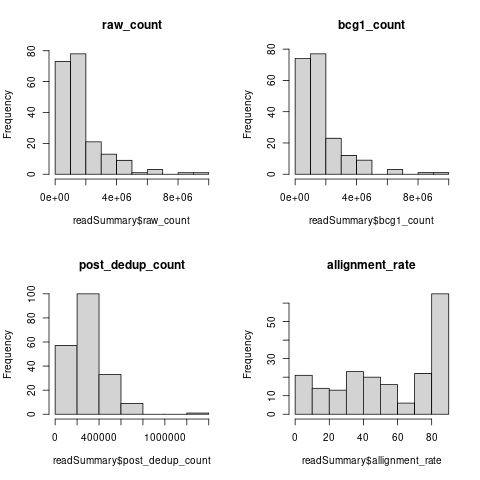 raw_count
Frequency
0 20 40 60 80
0e+00 4e+06 8e+06
readSummary$raw_count
bcg1_count
Frequency
0 20 40 60 80
0e+00 4e+06 8e+06
readSummary$bcg1_count
post_dedup_count
Frequency
0 20 40 60 80 100
0 400000 1000000
readSummary$post_dedup_count
allignment_rate
Frequency
10 30 50
0 20 40 60 80
readSummary$allignment_rate